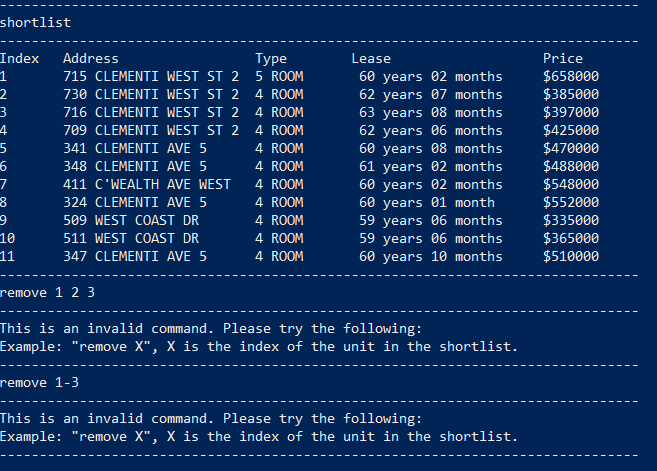 --------------------------------------------------------------------------------
shortlist
--------------------------------------------------------------------------------
Index   Address                 Type        Lease                   Price
1       715 CLEMENTI WEST ST 2  5 ROOM       60 years 02 months     $658000
2       730 CLEMENTI WEST ST 2  4 ROOM       62 years 07 months     $385000
3       716 CLEMENTI WEST ST 2  4 ROOM       63 years 08 months     $397000
4       709 CLEMENTI WEST ST 2  4 ROOM       62 years 06 months     $425000
5       341 CLEMENTI AVE 5      4 ROOM       60 years 08 months     $470000
6       348 CLEMENTI AVE 5      4 ROOM       61 years 02 months     $488000
7       411 C'WEALTH AVE WEST   4 ROOM       60 years 02 months     $548000
8       324 CLEMENTI AVE 5      4 ROOM       60 years 01 month      $552000
9       509 WEST COAST DR       4 ROOM       59 years 06 months     $335000
10      511 WEST COAST DR       4 ROOM       59 years 06 months     $365000
11      347 CLEMENTI AVE 5      4 ROOM       60 years 10 months     $510000
--------------------------------------------------------------------------------
remove 1 2 3
--------------------------------------------------------------------------------
This is an invalid command. Please try the following:
Example: "remove X", X is the index of the unit in the shortlist.
--------------------------------------------------------------------------------
remove 1-3
--------------------------------------------------------------------------------
This is an invalid command. Please try the following:
Example: "remove X", X is the index of the unit in the shortlist.
--------------------------------------------------------------------------------